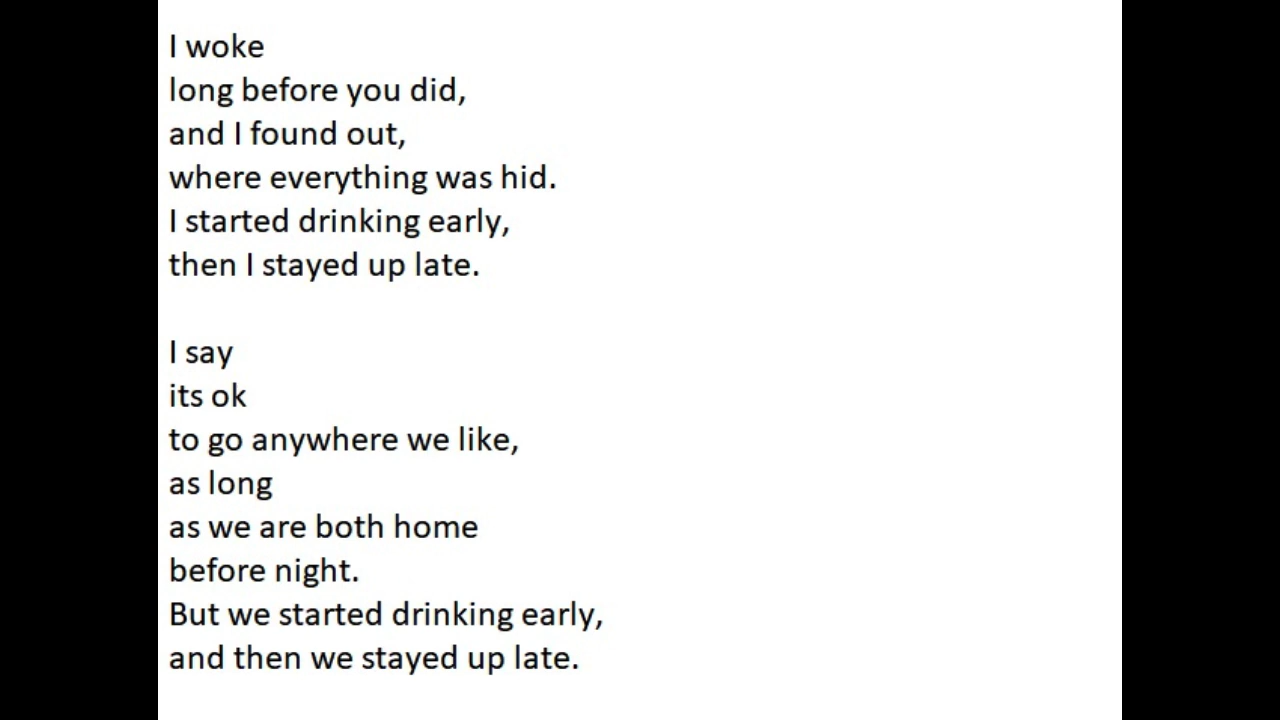 I woke
long before you did,
and I found out,
where everything was hid.
I started drinking early,
then I stayed up late.

I say
its ok
to go anywhere we like,
as long
as we are both home
before night.
But we started drinking early,
and then we stayed up late.